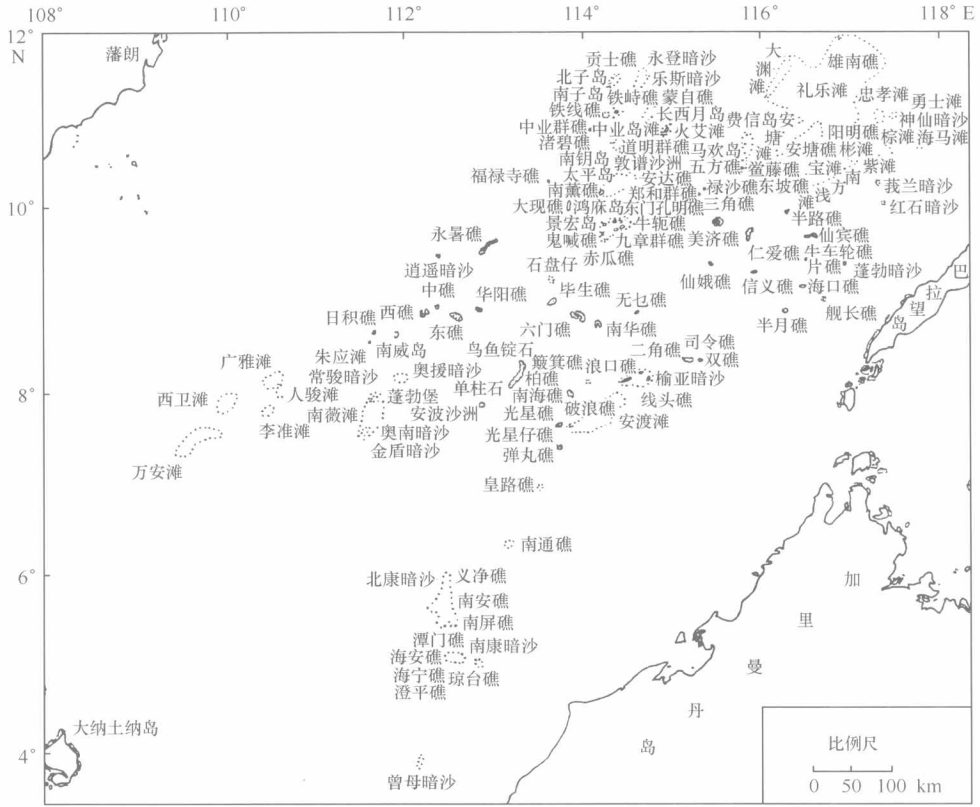 108°
110°
112°
114°
116°
118° E
12°
N
藩朗
贡士礁 永登暗沙
大渊滩
雄南礁
北子岛 乐斯暗沙
南子岛 铁峙礁 蒙自礁
礼乐滩 忠孝滩 勇士滩
铁线礁 长西月岛 费信岛 安塘滩
神仙暗沙
中业群礁 中业岛滩 火艾滩
阳明礁 棕滩 海马滩
渚碧礁 道明群礁 马欢岛
安塘礁 彬滩
南钥岛 敦谱沙洲 五方礁 鲎藤礁 宝滩 紫滩
福禄寺礁 太平岛 安达礁
南方浅滩
莪兰暗沙
南薰礁 郑和群礁 禄沙礁 东坡礁
10°
大现礁 鸿庥岛 东门礁 孔明礁 三角礁
红石暗沙
半路礁
景宏岛 牛轭礁
永暑礁
鬼喊礁 九章群礁 美济礁
仙宾礁
仁爱礁 牛车轮礁
石盘仔 赤瓜礁
片礁 蓬勃暗沙
巴拉望岛
逍遥暗沙
仙娥礁 信义礁 海口礁
中礁 华阳礁 毕生礁 无乜礁
日积礁 西礁
舰长礁
东礁 六门礁 南华礁
半月礁
南威岛
朱应滩 鸟鱼锭石 二角礁 司令礁
双礁
广雅滩
常骏暗沙 奥援暗沙 簸箕礁 浪口礁
柏礁 榆亚暗沙
8°
西卫滩 人骏滩 蓬勃堡 单柱石 南海礁 线头礁
南薇滩 安波沙洲 光星礁 破浪礁
李准滩 奥南暗沙 光星仔礁 安渡滩
金盾暗沙 弹丸礁
万安滩
皇路礁
南通礁
6°
北康暗沙 义净礁
南安礁
南屏礁
潭门礁 南康暗沙
海安礁
海宁礁 琼台礁
澄平礁
加里曼丹岛
大纳土纳岛
4°
曾母暗沙
比例尺
0 50 100 km